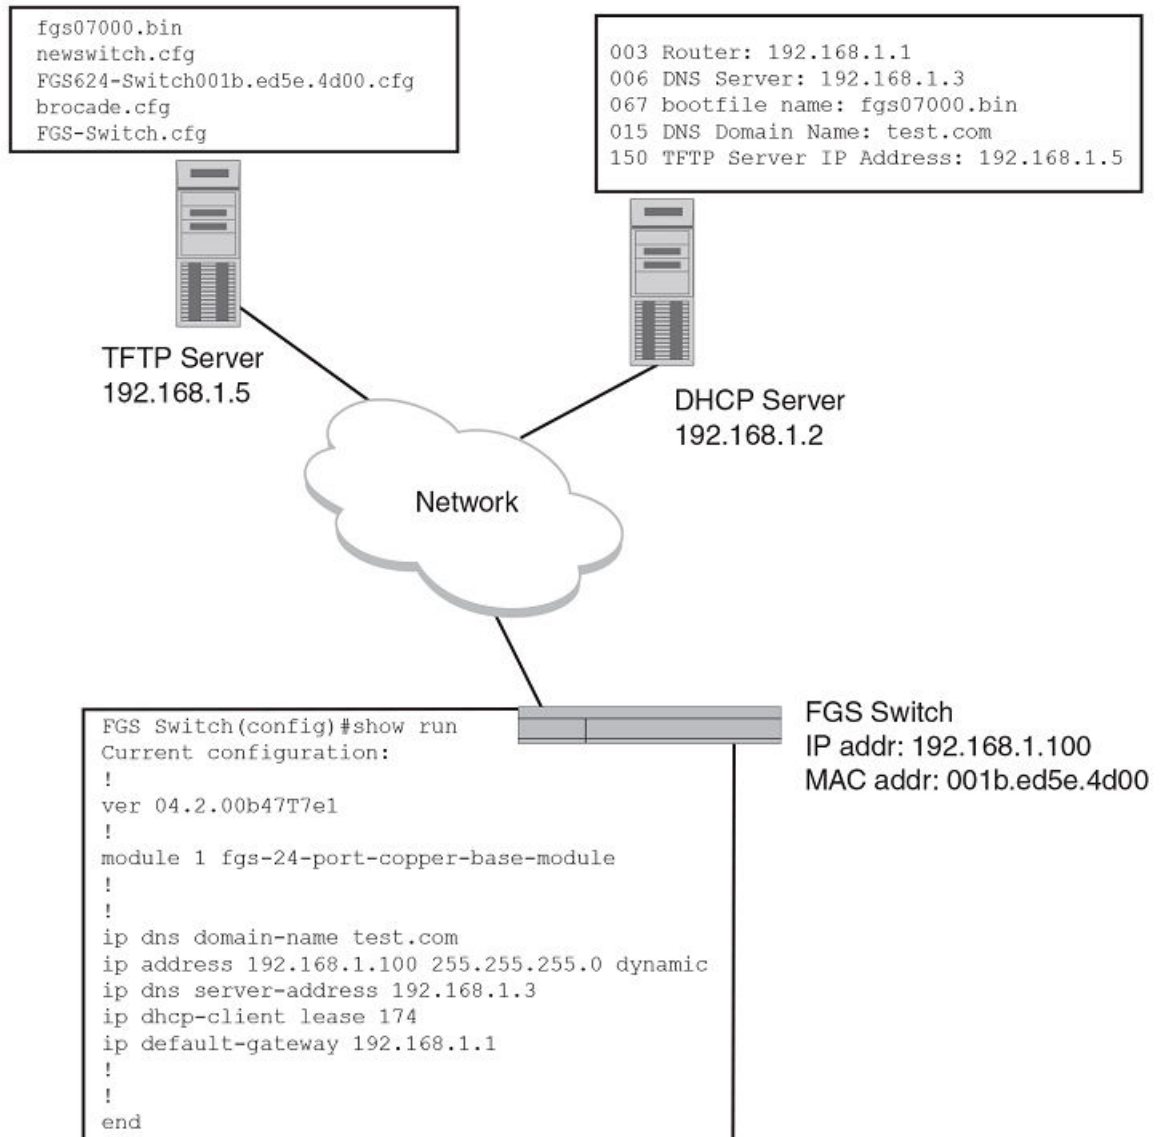 fgs07000.bin
newswitch.cfg
FGS624-Switch001b.ed5e.4d00.cfg
brocade.cfg
FGS-Switch.cfg
003 Router: 192.168.1.1
006 DNS Server: 192.168.1.3
067 bootfile name: fgs07000.bin
015 DNS Domain Name: test.com
150 TFTP Server IP Address: 192.168.1.5
TFTP Server
192.168.1.5
DHCP Server
192.168.1.2
Network
FGS Switch
IP addr: 192.168.1.100
MAC addr: 001b.ed5e.4d00
FGS Switch(config)#show run
Current configuration:
!
ver 04.2.00b47T7e1
!
module 1 fgs-24-port-copper-base-module
!
!
ip dns domain-name test.com
ip address 192.168.1.100 255.255.255.0 dynamic
ip dns server-address 192.168.1.3
ip dhcp-client lease 174
ip default-gateway 192.168.1.1
!
!
end